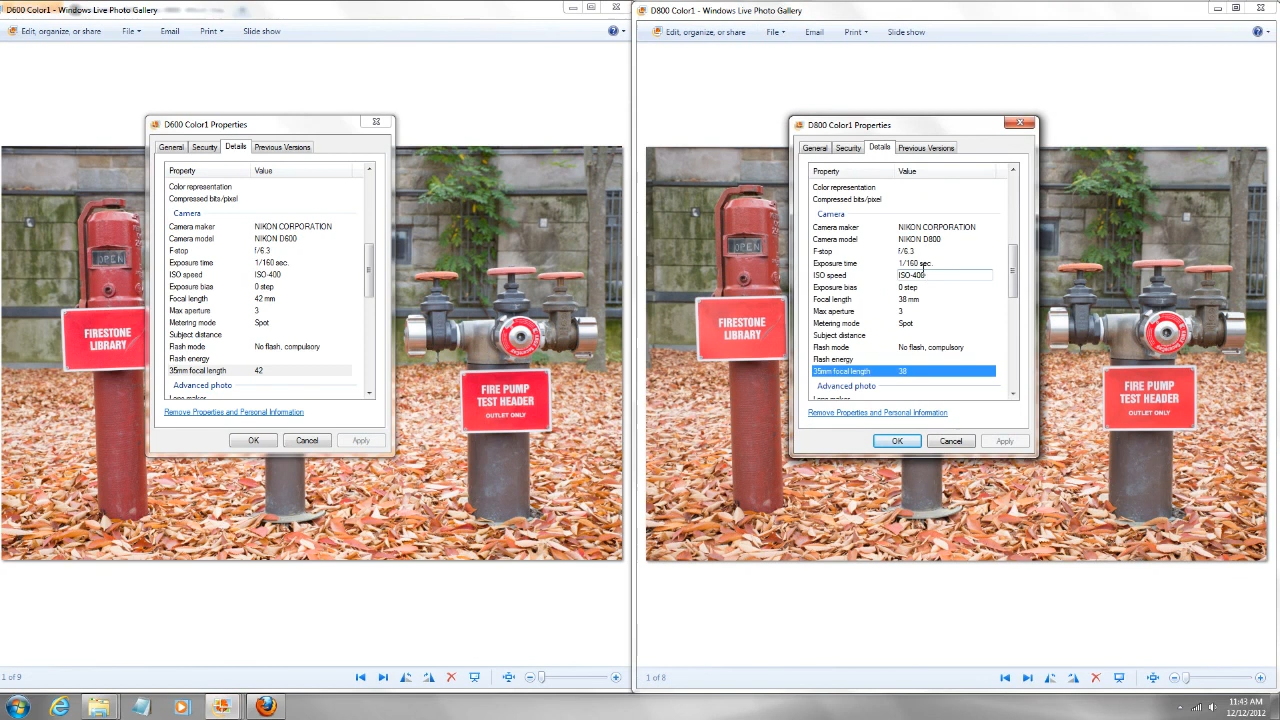 D600 Color1 - Windows Live Photo Gallery
Edit, organize, or share File Email Print Slide show
D600 Color1 Properties
General Security Details Previous Versions
Property Value
Color representation
Compressed bits/pixel
Camera
Camera maker NIKON CORPORATION
Camera model NIKON D600
F-stop f/6.3
Exposure time 1/160 sec.
ISO speed ISO-400
Exposure bias 0 step
Focal length 42 mm
Max aperture 3
Metering mode Spot
Subject distance
Flash mode No flash, compulsory
Flash energy
35mm focal length 42
Advanced photo
Lens maker
Remove Properties and Personal Information
OK Cancel Apply
OPEN
FIRESTONE
LIBRARY
FIRE PUMP
TEST HEADER
OUTLET ONLY
1 of 9
D800 Color1 - Windows Live Photo Gallery
Edit, organize, or share File Email Print Slide show
D800 Color1 Properties
General Security Details Previous Versions
Property Value
Color representation
Compressed bits/pixel
Camera
Camera maker NIKON CORPORATION
Camera model NIKON D800
F-stop f/6.3
Exposure time 1/160 sec.
ISO speed ISO-400
Exposure bias 0 step
Focal length 38 mm
Max aperture 3
Metering mode Spot
Subject distance
Flash mode No flash, compulsory
Flash energy
35mm focal length 38
Advanced photo
Lens maker
Remove Properties and Personal Information
OK Cancel Apply
OPEN
FIRESTONE
LIBRARY
FIRE PUMP
TEST HEADER
OUTLET ONLY
1 of 8
11:43 AM
12/12/2012